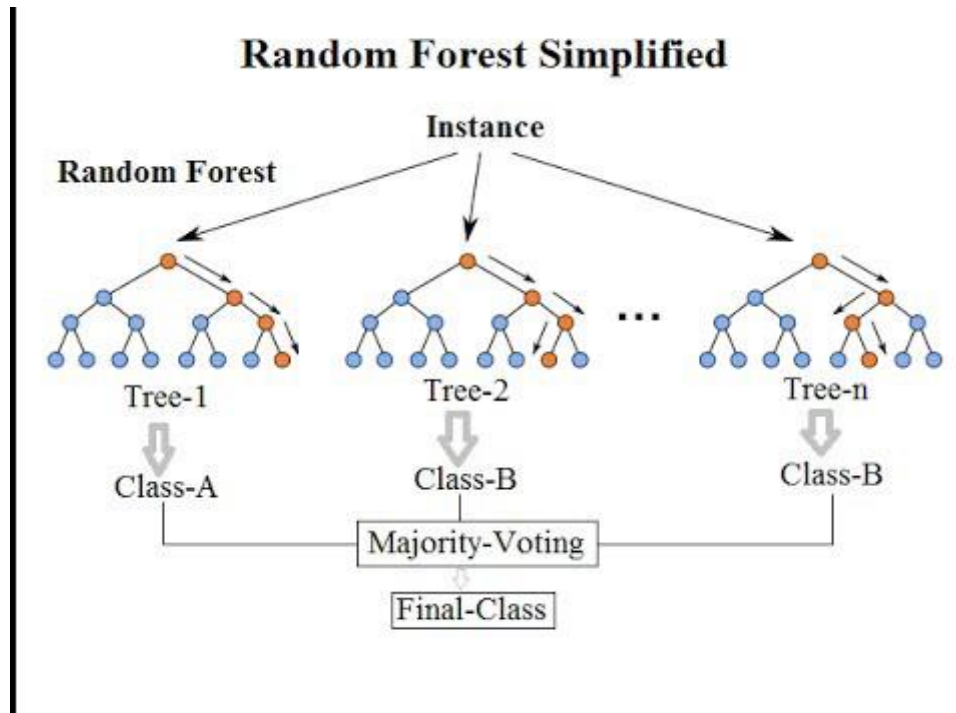 Random Forest Simplified
Instance
Random Forest
...
Tree-1
Tree-2
Tree-n
Class-A
Class-B
Class-B
Majority-Voting
Final-Class